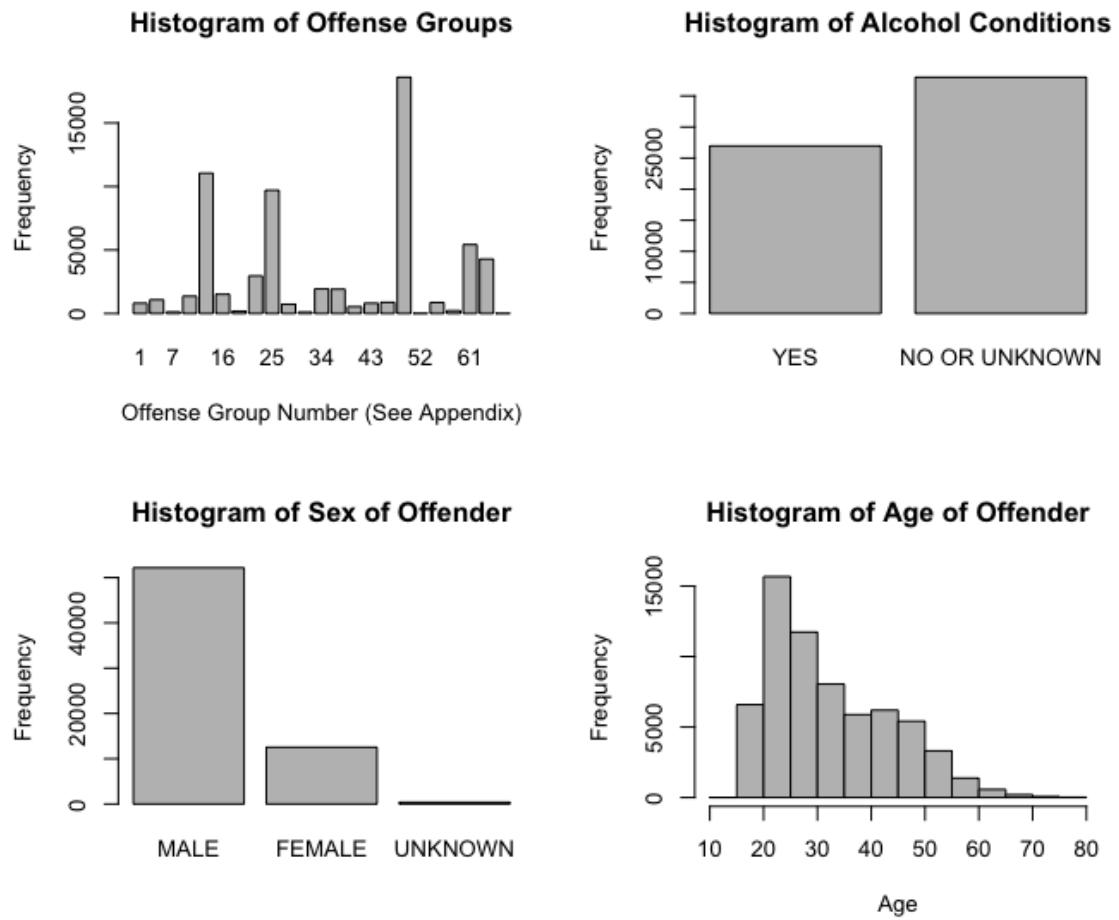 Histogram of Offense Groups
Frequency
0
5000
15000
1 7 16 25 34 43 52 61
Offense Group Number (See Appendix)
Histogram of Alcohol Conditions
Frequency
0
10000
25000
YES NO OR UNKNOWN
Histogram of Sex of Offender
Frequency
0
20000
40000
MALE FEMALE UNKNOWN
Histogram of Age of Offender
Frequency
0
5000
15000
10 20 30 40 50 60 70 80
Age